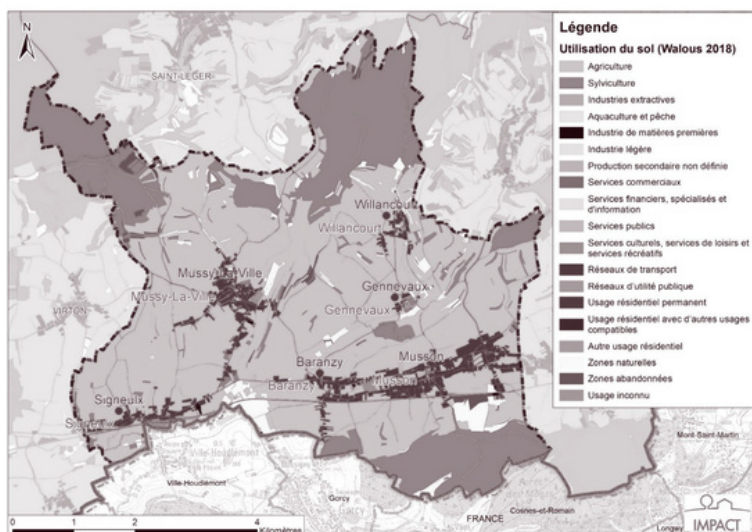 N
SAINT-LÉGER
Willancourt
Willancourt
Mussy-La-Ville
Mussy-La-Ville
Gennevaux
Gennevaux
VIRTON
Musson
Baranzy
Musson
Baranzy
Signeulx
Signeulx
Ville-Houdlémont
Ville-Houdlémont
Gorcy
Cosnes-et-Romain
Mont-Saint-Martin
FRANCE
Longwy
0 1 2 4
Kilomètres
Légende
Utilisation du sol (Walous 2018)
Agriculture
Sylviculture
Industries extractives
Aquaculture et pêche
Industrie de matières premières
Industrie légère
Production secondaire non définie
Services commerciaux
Services financiers, spécialisés et
d'information
Services publics
Services culturels, services de loisirs et
services récréatifs
Réseaux de transport
Réseaux d'utilité publique
Usage résidentiel permanent
Usage résidentiel avec d'autres usages
compatibles
Autre usage résidentiel
Zones naturelles
Zones abandonnées
Usage inconnu
IMPACT